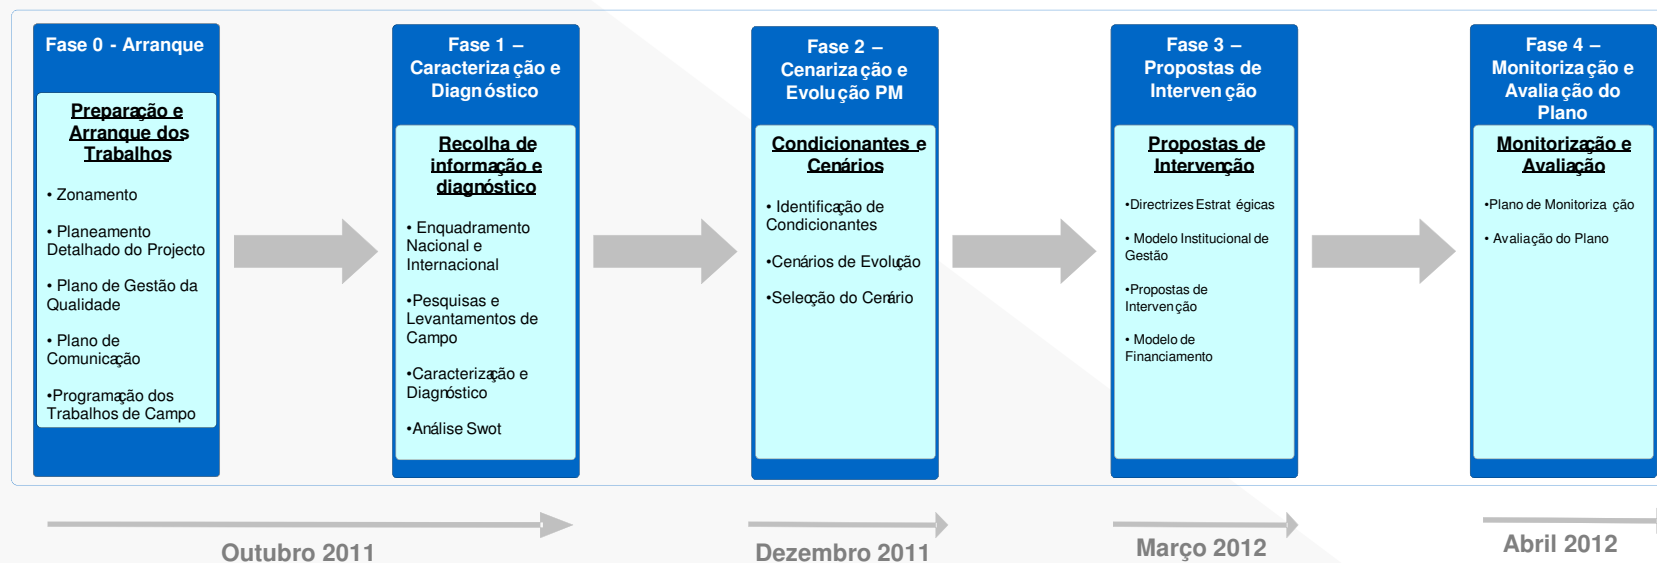 Fase 0 - Arranque
Preparação e
Arranque dos
Trabalhos
• Zonamento
• Planeamento
Detalhado do Projecto
• Plano de Gestão da
Qualidade
• Plano de
Comunicação
•Programação dos
Trabalhos de Campo
Fase 1 –
Caracterização e
Diagnóstico
Recolha de
informação e
diagnóstico
• Enquadramento
Nacional e
Internacional
•Pesquisas e
Levantamentos de
Campo
•Caracterização e
Diagnóstico
•Análise Swot
Fase 2 –
Cenarização e
Evolução PM
Condicionantes e
Cenários
• Identificação de
Condicionantes
•Cenários de Evolução
•Selecção do Cenário
Fase 3 –
Propostas de
Intervenção
Propostas de
Intervenção
•Directrizes Estratégicas
• Modelo Institucional de
Gestão
•Propostas de
Intervenção
• Modelo de
Financiamento
Fase 4 –
Monitorização e
Avaliação do
Plano
Monitorização e
Avaliação
•Plano de Monitorização
• Avaliação do Plano
Outubro 2011
Dezembro 2011
Março 2012
Abril 2012